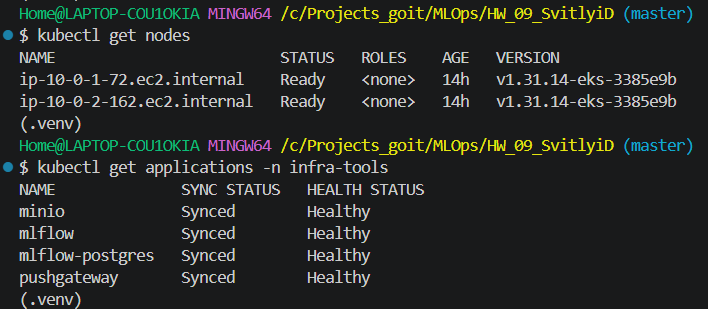 Home@LAPTOP-COU1OKIA MINGW64 /c/Projects_goit/MLOps/HW_09_SvitlyiD (master)
$ kubectl get nodes
NAME STATUS ROLES AGE VERSION
ip-10-0-1-72.ec2.internal Ready <none> 14h v1.31.14-eks-3385e9b
ip-10-0-2-162.ec2.internal Ready <none> 14h v1.31.14-eks-3385e9b
(.venv)
Home@LAPTOP-COU1OKIA MINGW64 /c/Projects_goit/MLOps/HW_09_SvitlyiD (master)
$ kubectl get applications -n infra-tools
NAME SYNC STATUS HEALTH STATUS
minio Synced Healthy
mlflow Synced Healthy
mlflow-postgres Synced Healthy
pushgateway Synced Healthy
(.venv)